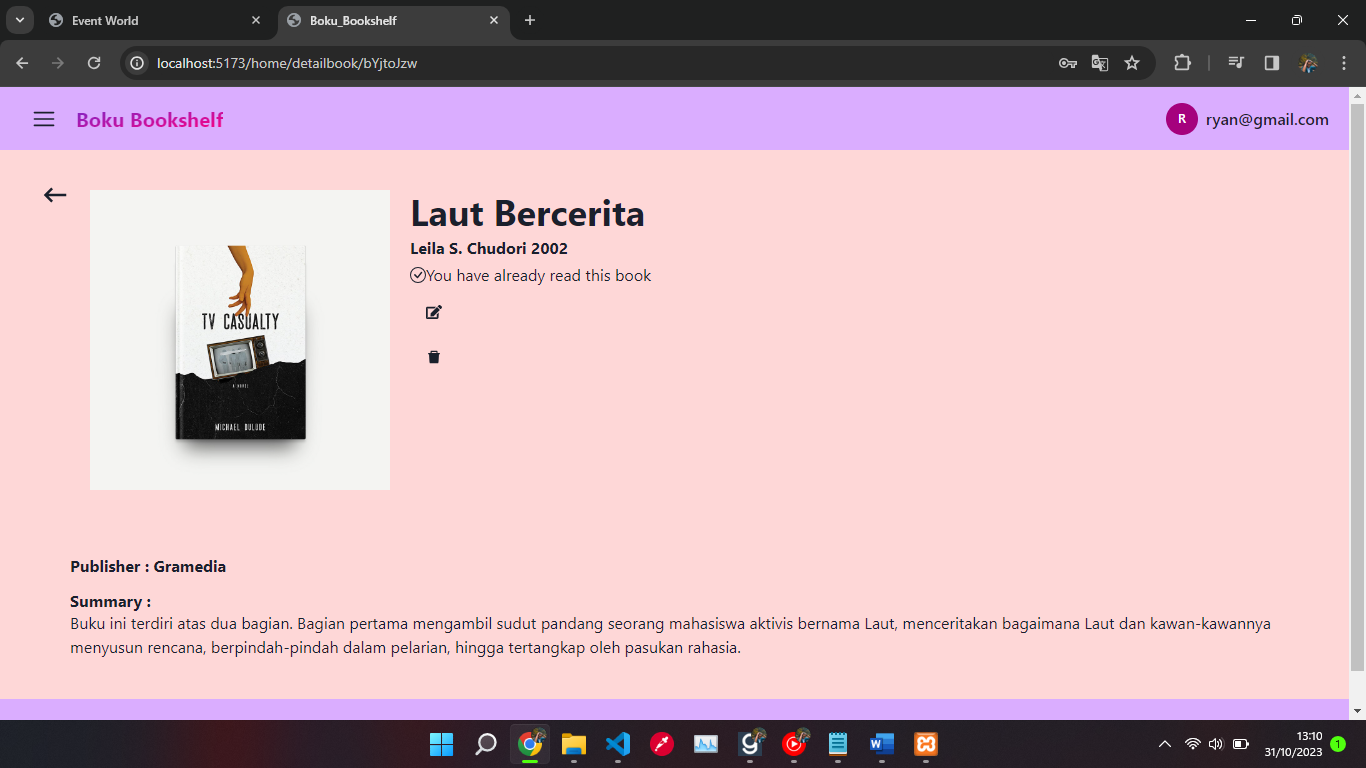 Event World
Boku_Bookshelf
localhost:5173/home/detailbook/bYjtoJzw
Boku Bookshelf
R
ryan@gmail.com
Laut Bercerita
Leila S. Chudori 2002
You have already read this book
TV CASUALTY
A NOVEL
MICHAEL DULUDE
Publisher : Gramedia
Summary :
Buku ini terdiri atas dua bagian. Bagian pertama mengambil sudut pandang seorang mahasiswa aktivis bernama Laut, menceritakan bagaimana Laut dan kawan-kawannya
menyusun rencana, berpindah-pindah dalam pelarian, hingga tertangkap oleh pasukan rahasia.
13:10
31/10/2023
1